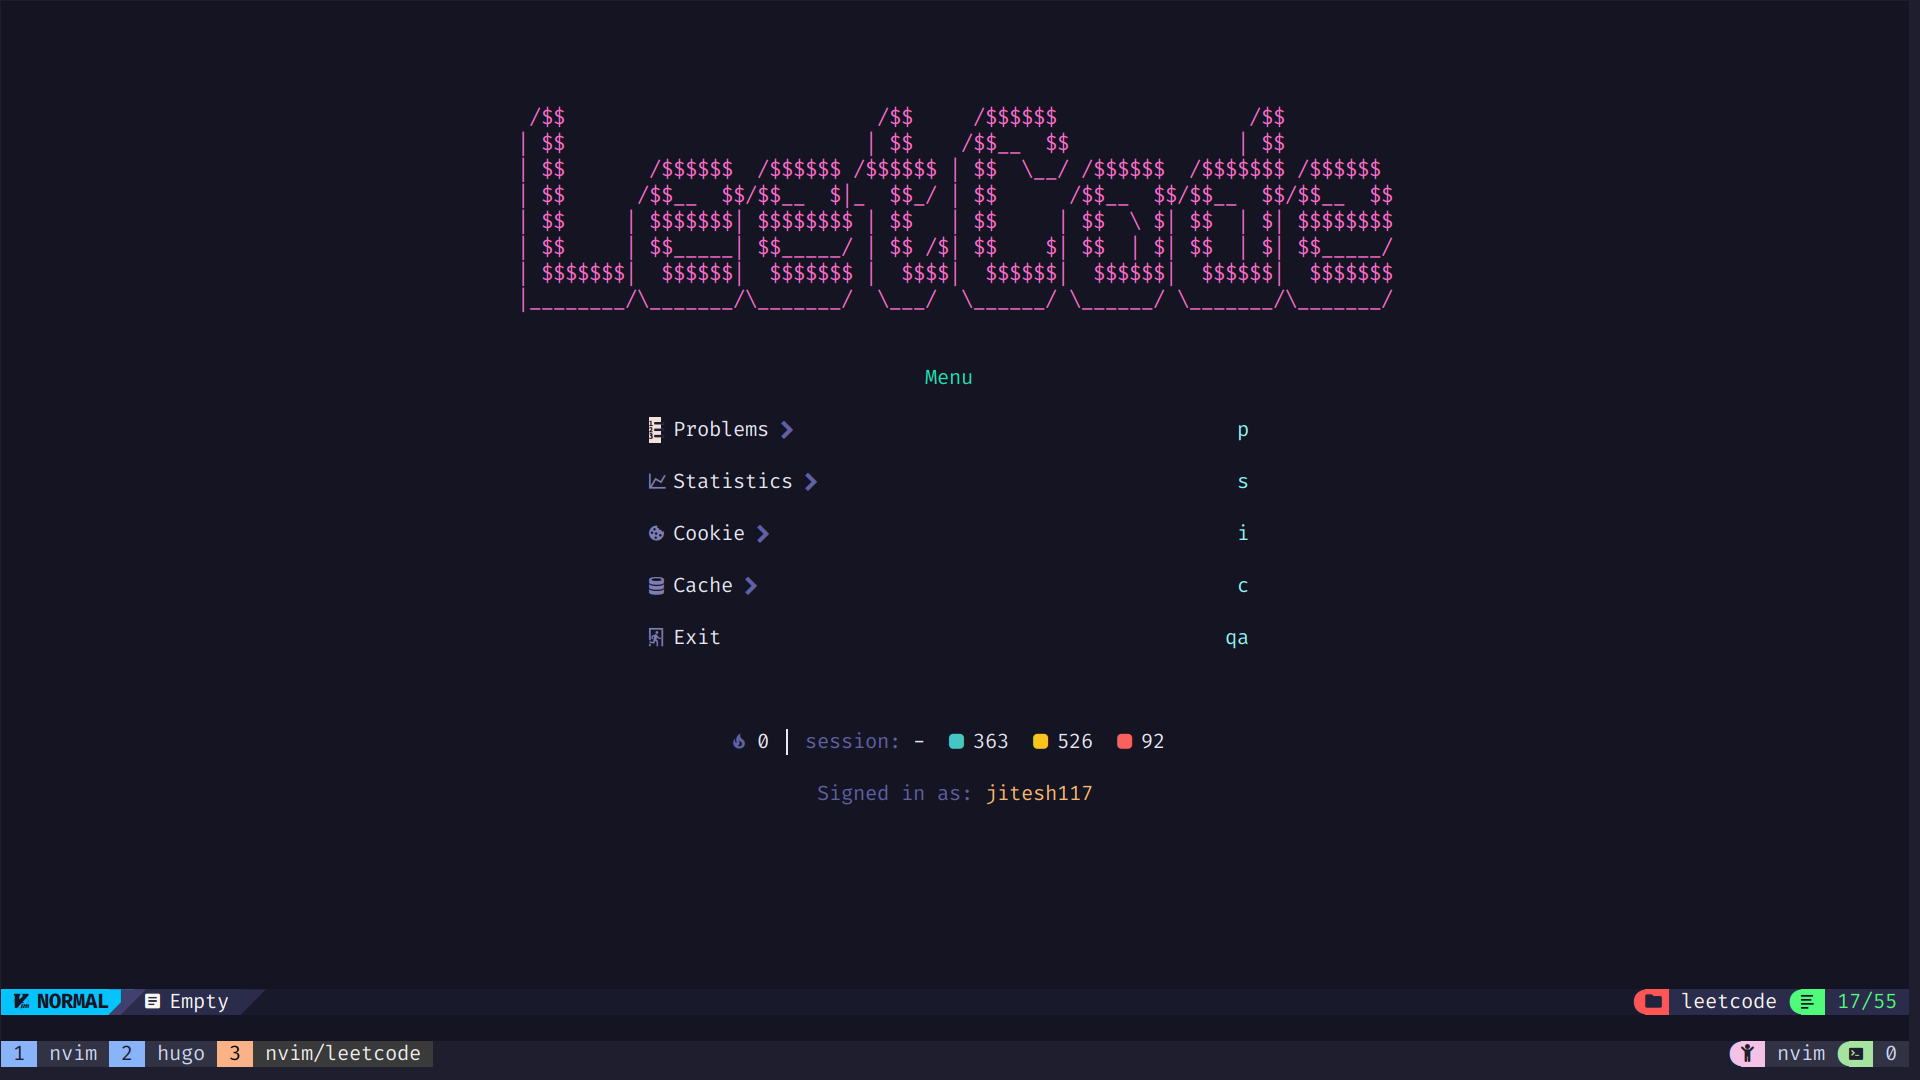 /$$                          /$$     /$$$$$$                /$$
| $$                         | $$    /$$__  $$              | $$
| $$       /$$$$$$  /$$$$$$ /$$$$$$ | $$  \__/ /$$$$$$  /$$$$$$$ /$$$$$$
| $$      /$$__  $$/$$__  $|_  $$_/ | $$      /$$__  $$/$$__  $$/$$__  $$
| $$     | $$$$$$$| $$$$$$$$ | $$   | $$     | $$  \ $| $$  | $| $$$$$$$$
| $$     | $$_____| $$_____/ | $$ /$| $$    $| $$  | $| $$  | $| $$_____/
| $$$$$$$|  $$$$$$|  $$$$$$$ |  $$$$|  $$$$$$|  $$$$$$|  $$$$$$|  $$$$$$$
|________/\_______/\_______/  \___/  \______/ \______/ \_______/\_______/
Menu
Problems p
Statistics s
Cookie i
Cache c
Exit qa
0 | session: - 363 526 92
Signed in as: jitesh117
NORMAL Empty leetcode 17/55
1 nvim 2 hugo 3 nvim/leetcode nvim 0